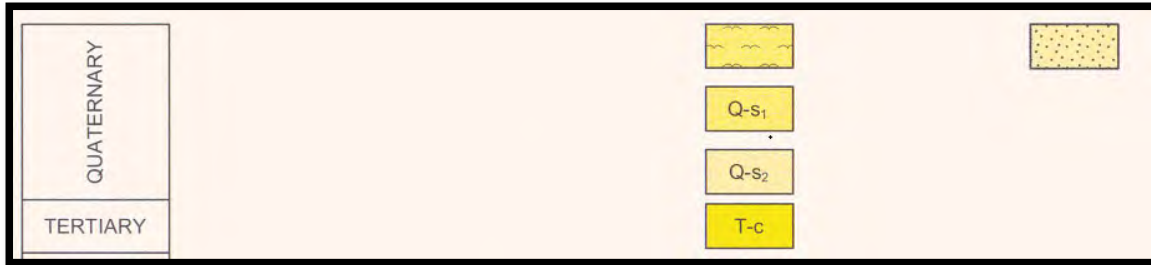 QUATERNARY
Q-s₁
Q-s₂
TERTIARY
T-c